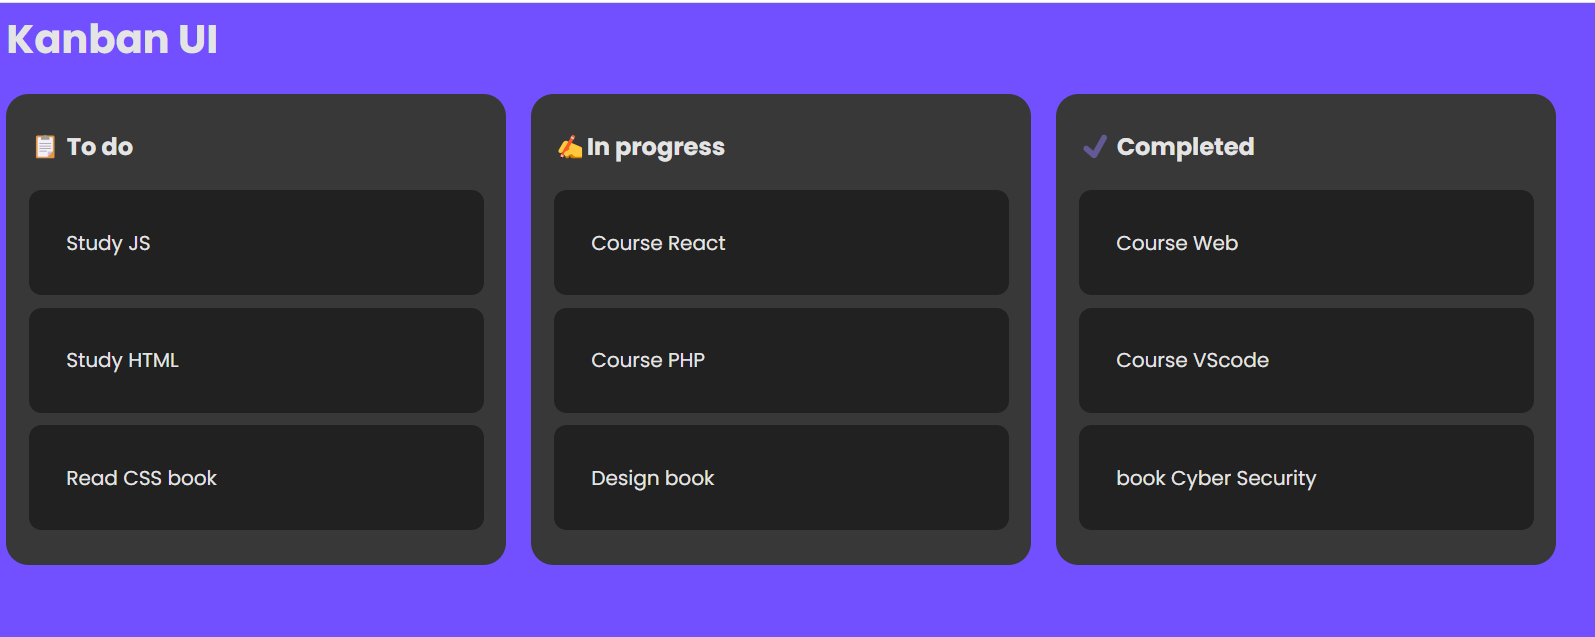 Kanban UI
📋 To do
Study JS
Study HTML
Read CSS book
✍️ In progress
Course React
Course PHP
Design book
✔️ Completed
Course Web
Course VScode
book Cyber Security